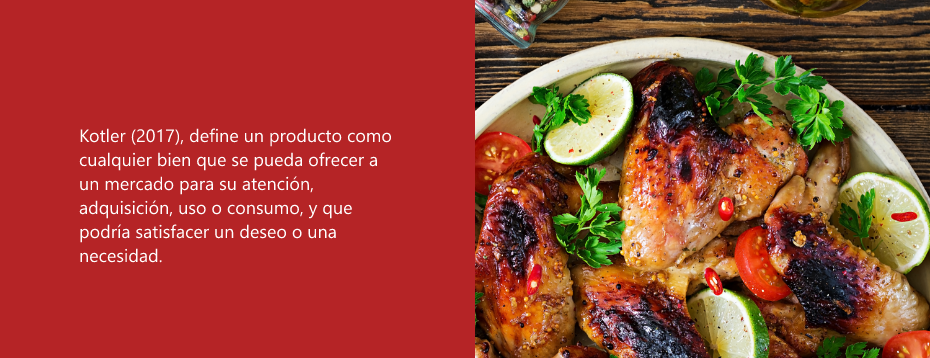 Kotler (2017), define un producto como
cualquier bien que se pueda ofrecer a
un mercado para su atención,
adquisición, uso o consumo, y que
podría satisfacer un deseo o una
necesidad.